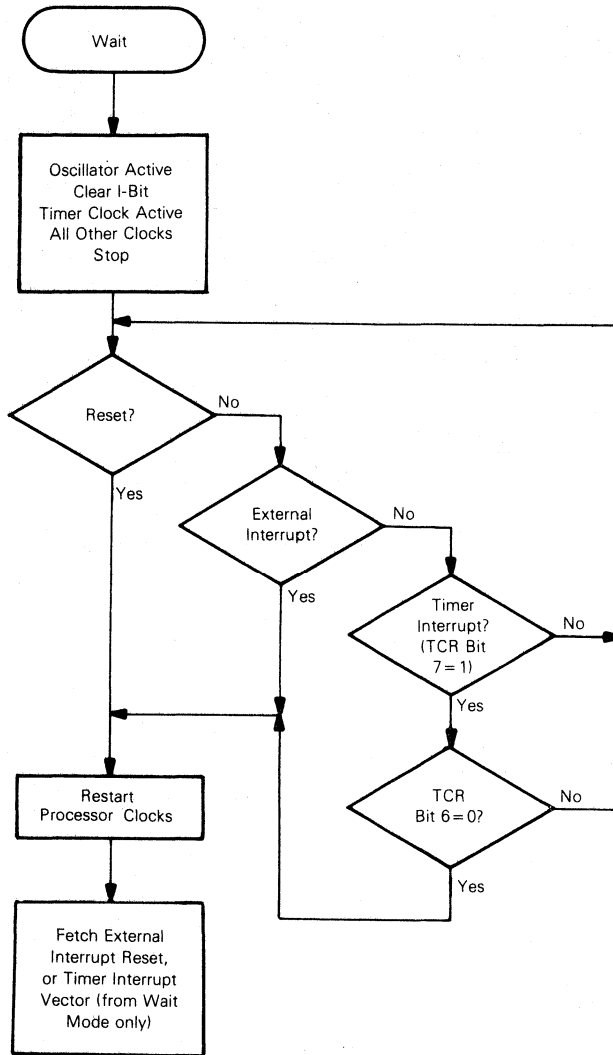 Wait
Oscillator Active
Clear I-Bit
Timer Clock Active
All Other Clocks
Stop
Reset?
No
Yes
External
Interrupt?
No
Yes
Timer
Interrupt?
(TCR Bit
7=1)
No
Yes
TCR
Bit 6=0?
No
Yes
Restart
Processor Clocks
Fetch External
Interrupt Reset,
or Timer Interrupt
Vector (from Wait
Mode only)